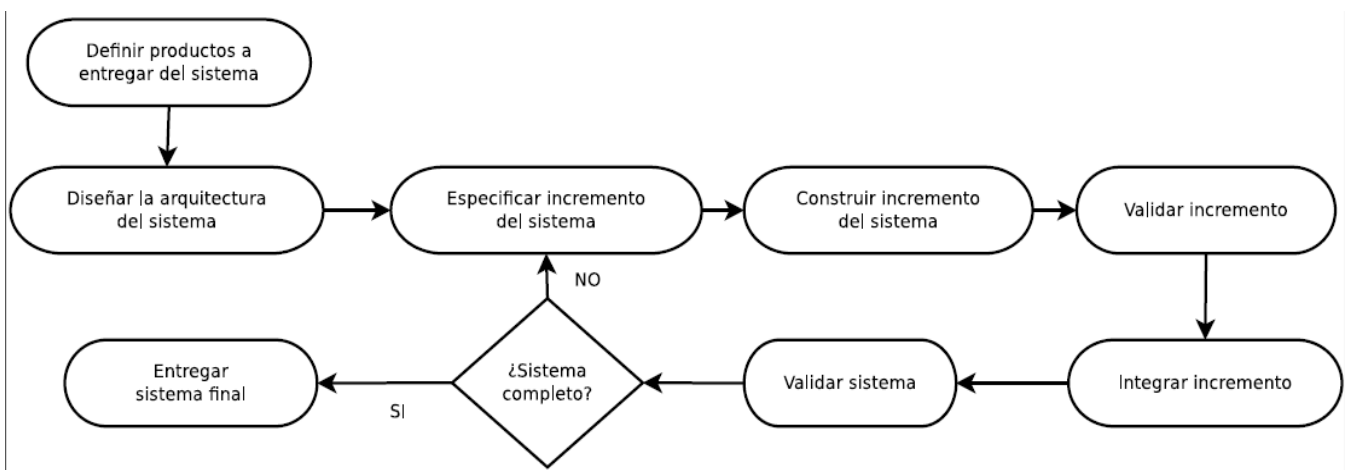 Definir productos a
entregar del sistema
Diseñar la arquitectura
del sistema
Especificar incremento
del sistema
Construir incremento
del sistema
Validar incremento
NO
Entregar
sistema final
SI
¿Sistema
completo?
Validar sistema
Integrar incremento